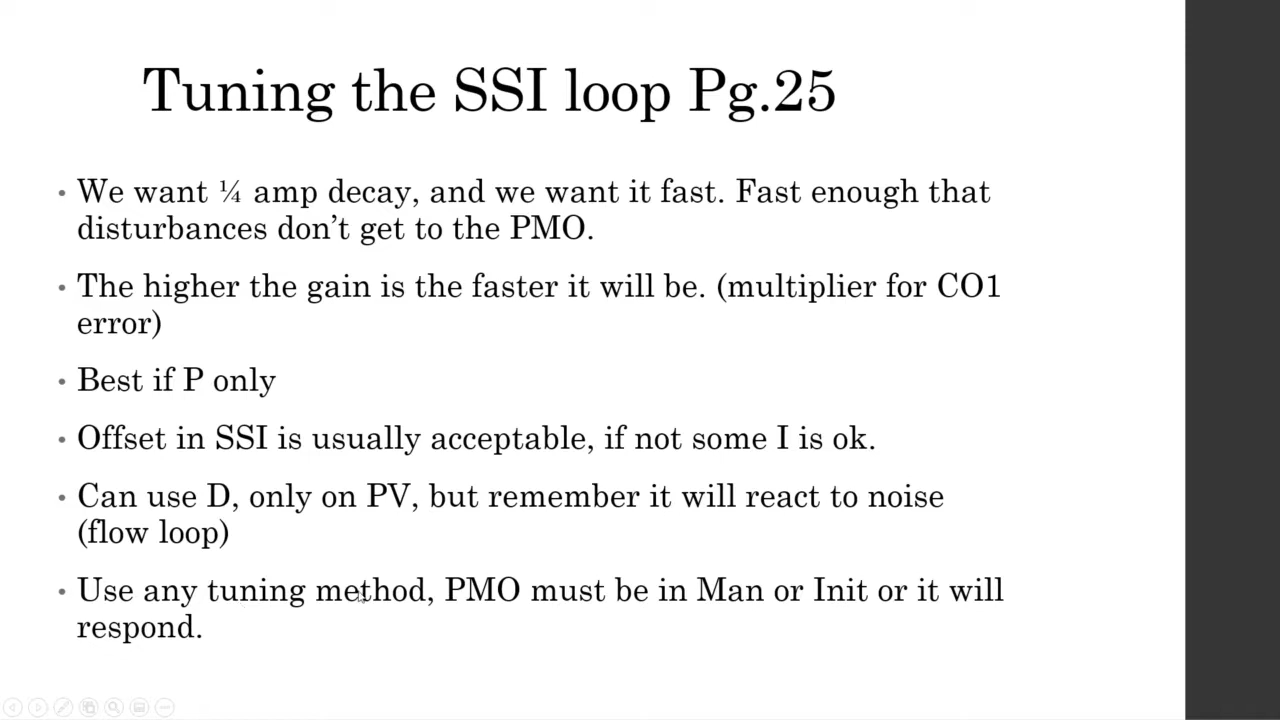 Tuning the SSI loop Pg.25
• We want ¼ amp decay, and we want it fast. Fast enough that
disturbances don’t get to the PMO.
• The higher the gain is the faster it will be. (multiplier for CO1
error)
• Best if P only
• Offset in SSI is usually acceptable, if not some I is ok.
• Can use D, only on PV, but remember it will react to noise
(flow loop)
• Use any tuning method, PMO must be in Man or Init or it will
respond.